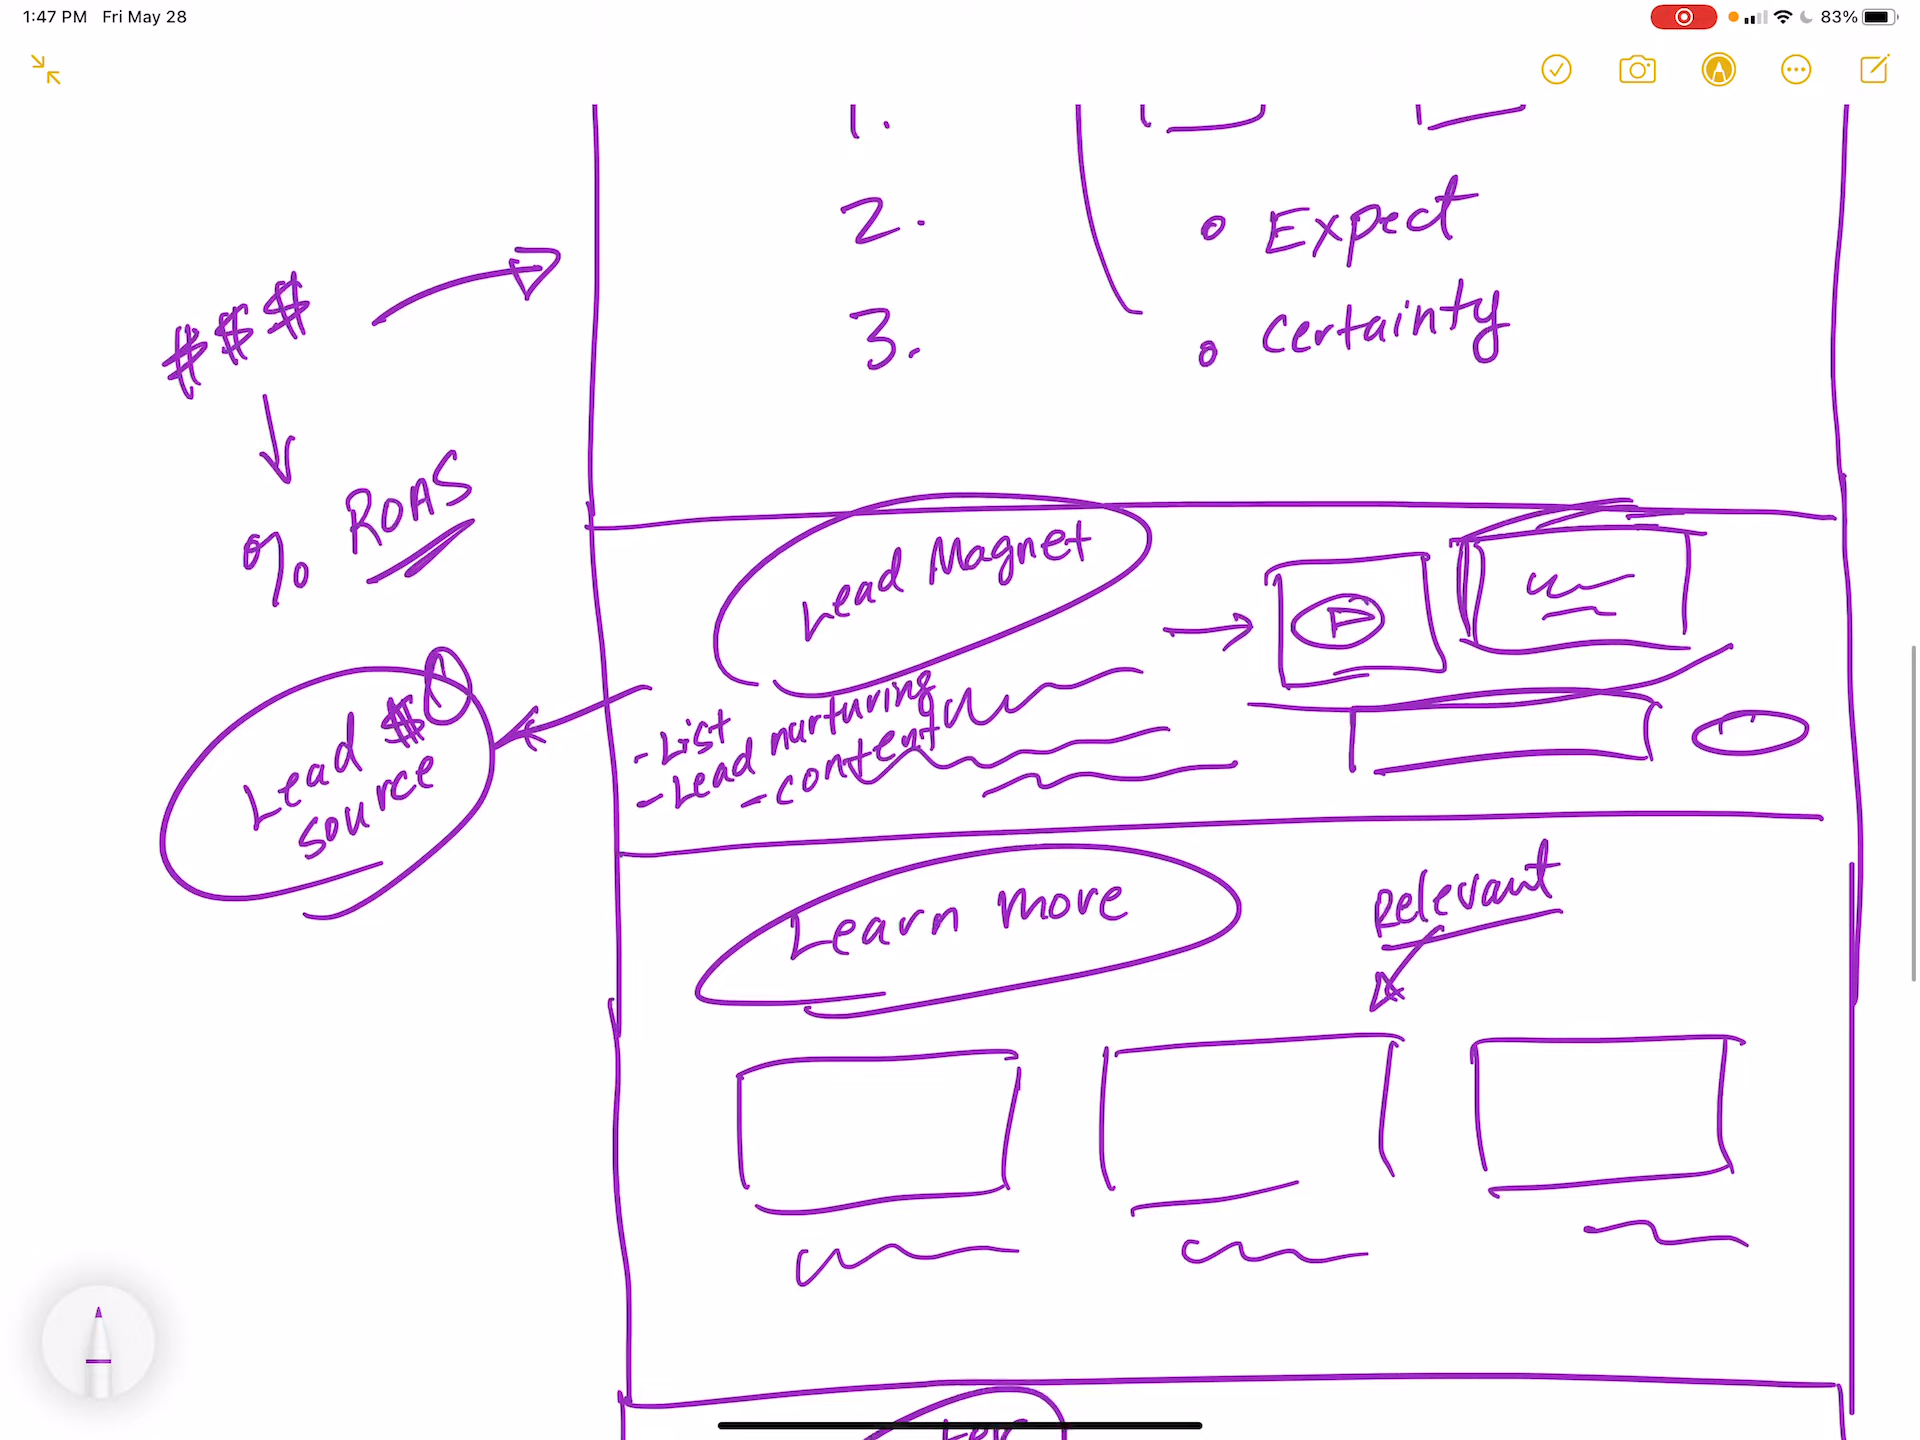 1:47 PM Fri May 28
83%
1.
2.
3.
Expect
Certainty
$$$
% ROAS
Lead Magnet
- List
- Lead nurturing
- content
Lead $
source
Learn More
Relevant